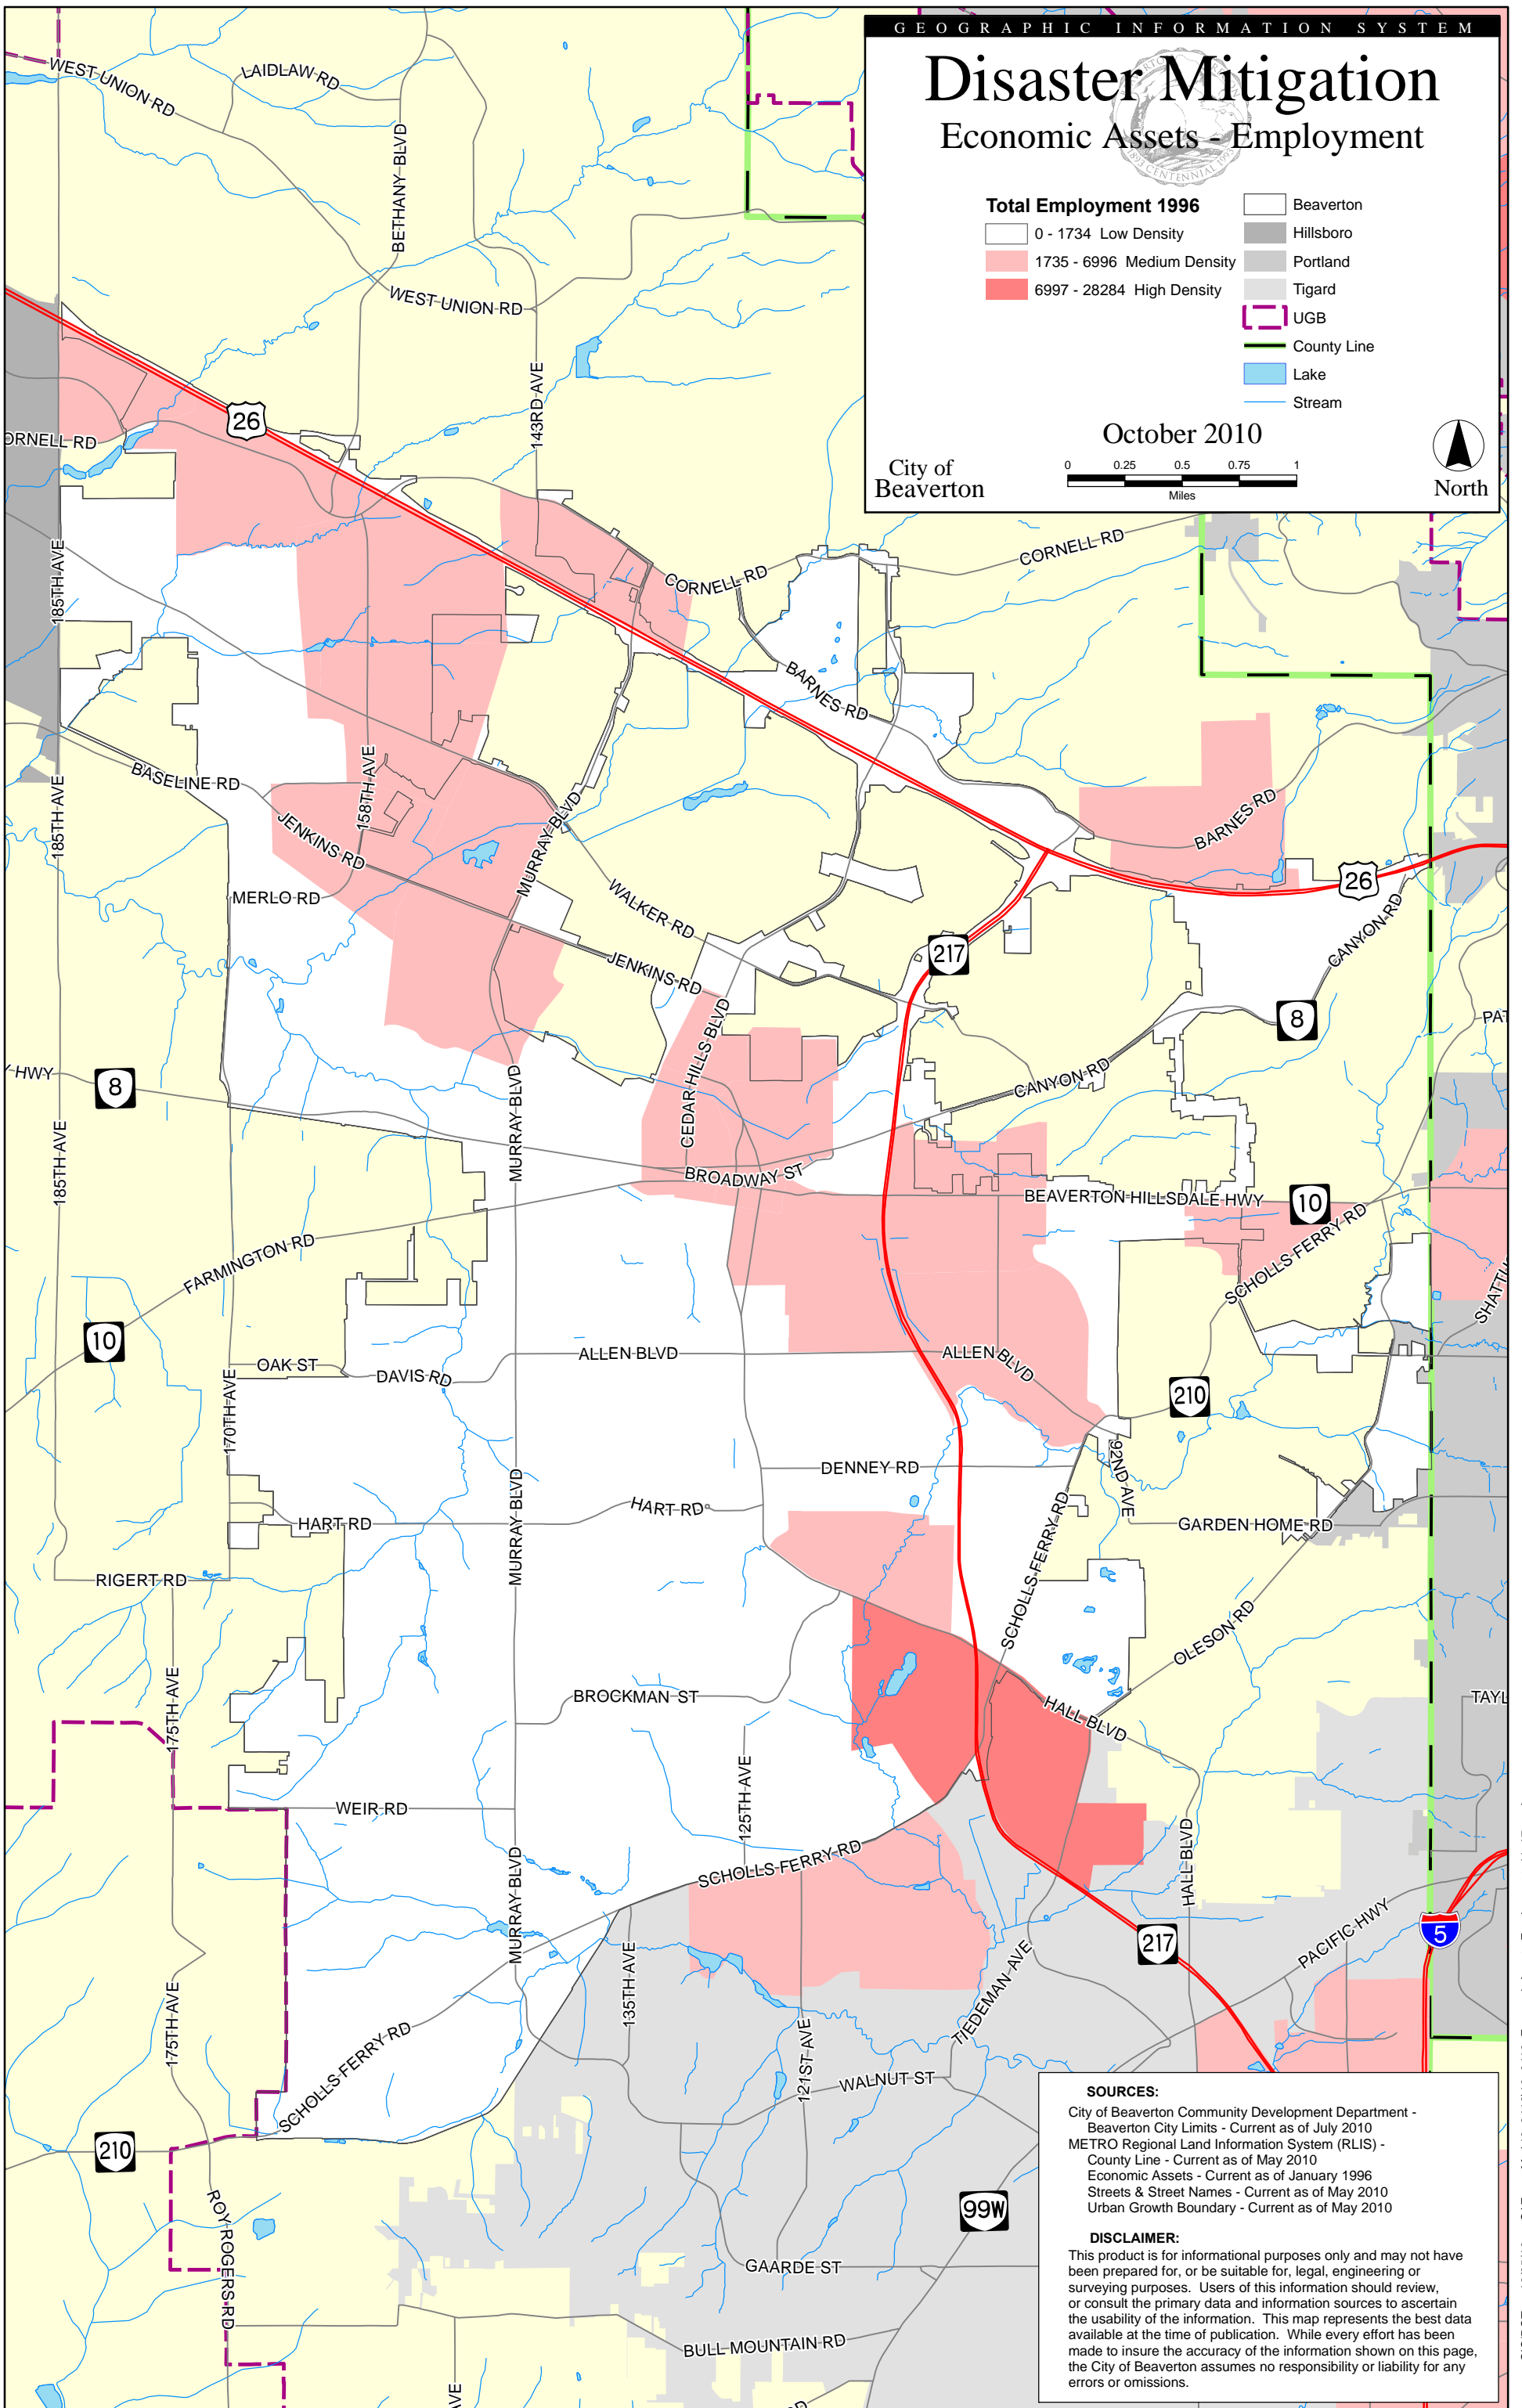 GEOGRAPHIC INFORMATION SYSTEM
Disaster Mitigation
Economic Assets - Employment
1893 CENTENNIAL 1993
Total Employment 1996
0 - 1734 Low Density
1735 - 6996 Medium Density
6997 - 28284 High Density
Beaverton
Hillsboro
Portland
Tigard
UGB
County Line
Lake
Stream
October 2010
City of
Beaverton
0 0.25 0.5 0.75 1
Miles
North
WEST UNION RD
LAIDLAW RD
BETHANY BLVD
WEST UNION RD
143RD AVE
26
ORNELL RD
185TH AVE
CORNELL RD
CORNELL RD
BARNES RD
BASELINE RD
158TH AVE
JENKINS RD
MURRAY BLVD
185TH AVE
MERLO RD
WALKER RD
JENKINS RD
BARNES RD
26
217
CANYON RD
8
PAT
CEDAR HILLS BLVD
CANYON RD
Y HWY
8
185TH AVE
MURRAY BLVD
BROADWAY ST
BEAVERTON HILLSDALE HWY
10
SCHOLLS FERRY RD
SHATTU
FARMINGTON RD
10
OAK ST
DAVIS RD
ALLEN BLVD
ALLEN BLVD
210
170TH AVE
MURRAY BLVD
DENNEY RD
92ND AVE
HART RD
HART RD
SCHOLLS FERRY RD
GARDEN HOME RD
RIGERT RD
OLESON RD
175TH AVE
BROCKMAN ST
HALL BLVD
TAYL
125TH AVE
WEIR RD
MURRAY BLVD
SCHOLLS FERRY RD
HALL BLVD
PACIFIC HWY
5
217
135TH AVE
TIEDEMAN AVE
175TH AVE
SCHOLLS FERRY RD
121ST AVE
WALNUT ST
210
ROY ROGERS RD
99W
GAARDE ST
BULL MOUNTAIN RD
AVE
SOURCES:
City of Beaverton Community Development Department -
Beaverton City Limits - Current as of July 2010
METRO Regional Land Information System (RLIS) -
County Line - Current as of May 2010
Economic Assets - Current as of January 1996
Streets & Street Names - Current as of May 2010
Urban Growth Boundary - Current as of May 2010
DISCLAIMER:
This product is for informational purposes only and may not have
been prepared for, or be suitable for, legal, engineering or
surveying purposes. Users of this information should review,
or consult the primary data and information sources to ascertain
the usability of the information. This map represents the best data
available at the time of publication. While every effort has been
made to insure the accuracy of the information shown on this page,
the City of Beaverton assumes no responsibility or liability for any
errors or omissions.